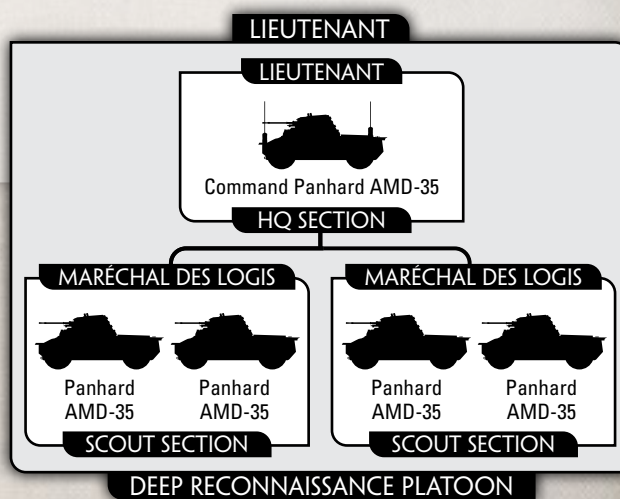 LIEUTENANT
LIEUTENANT
Command Panhard AMD-35
HQ SECTION
MARÉCHAL DES LOGIS
Panhard
AMD-35
Panhard
AMD-35
SCOUT SECTION
MARÉCHAL DES LOGIS
Panhard
AMD-35
Panhard
AMD-35
SCOUT SECTION
DEEP RECONNAISSANCE PLATOON